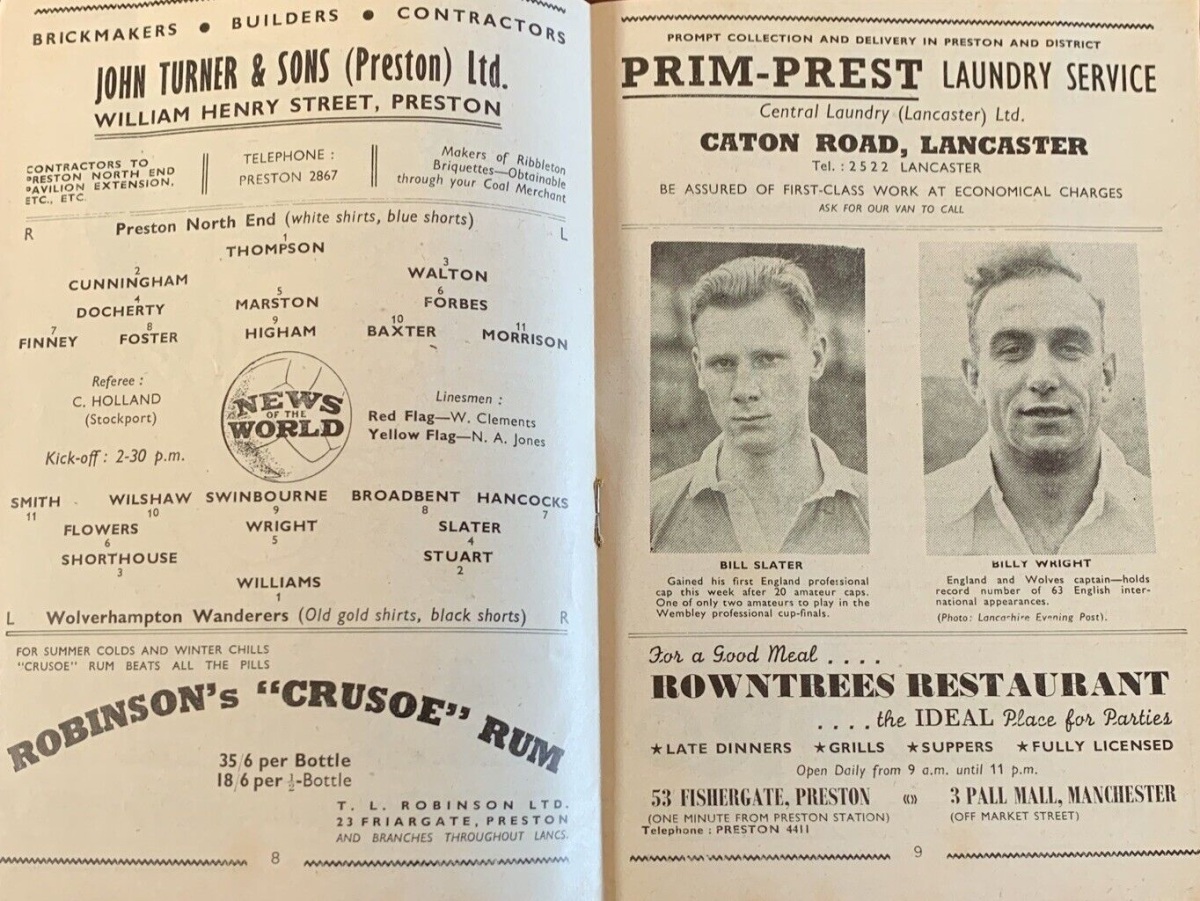 BRICKMAKERS ● BUILDERS ● CONTRACTORS
JOHN TURNER & SONS (Preston) Ltd.
WILLIAM HENRY STREET, PRESTON
CONTRACTORS TO
PRESTON NORTH END
PAVILION EXTENSION,
ETC., ETC.
TELEPHONE :
PRESTON 2867
Makers of Ribbleton
Briquettes—Obtainable
through your Coal Merchant
Preston North End (white shirts, blue shorts)
R L
1
THOMPSON
2 3
CUNNINGHAM WALTON
4 5 6
DOCHERTY MARSTON FORBES
7 8 9 10 11
FINNEY FOSTER HIGHAM BAXTER MORRISON
Referee :
C. HOLLAND
(Stockport)
Kick-off : 2-30 p.m.
NEWS
OF THE
WORLD
Linesmen :
Red Flag—W. Clements
Yellow Flag—N. A. Jones
SMITH WILSHAW SWINBOURNE BROADBENT HANCOCKS
11 10 9 8 7
FLOWERS WRIGHT SLATER
6 5 4
SHORTHOUSE STUART
3 2
WILLIAMS
1
L Wolverhampton Wanderers (Old gold shirts, black shorts) R
FOR SUMMER COLDS AND WINTER CHILLS
"CRUSOE" RUM BEATS ALL THE PILLS
ROBINSON's "CRUSOE" RUM
35/6 per Bottle
18/6 per ½-Bottle
T. L. ROBINSON LTD.
23 FRIARGATE, PRESTON
AND BRANCHES THROUGHOUT LANCS.
8
PROMPT COLLECTION AND DELIVERY IN PRESTON AND DISTRICT
PRIM-PREST LAUNDRY SERVICE
Central Laundry (Lancaster) Ltd.
CATON ROAD, LANCASTER
Tel. : 2522 LANCASTER
BE ASSURED OF FIRST-CLASS WORK AT ECONOMICAL CHARGES
ASK FOR OUR VAN TO CALL
BILL SLATER
Gained his first England professional
cap this week after 20 amateur caps.
One of only two amateurs to play in the
Wembley professional cup-finals.
BILLY WRIGHT
England and Wolves captain—holds
record number of 63 English inter-
national appearances.
(Photo: Lancashire Evening Post).
For a Good Meal . . . .
ROWNTREES RESTAURANT
. . . . the IDEAL Place for Parties
★LATE DINNERS ★GRILLS ★SUPPERS ★FULLY LICENSED
Open Daily from 9 a.m. until 11 p.m.
53 FISHERGATE, PRESTON «» 3 PALL MALL, MANCHESTER
(ONE MINUTE FROM PRESTON STATION) (OFF MARKET STREET)
Telephone : PRESTON 4411
9